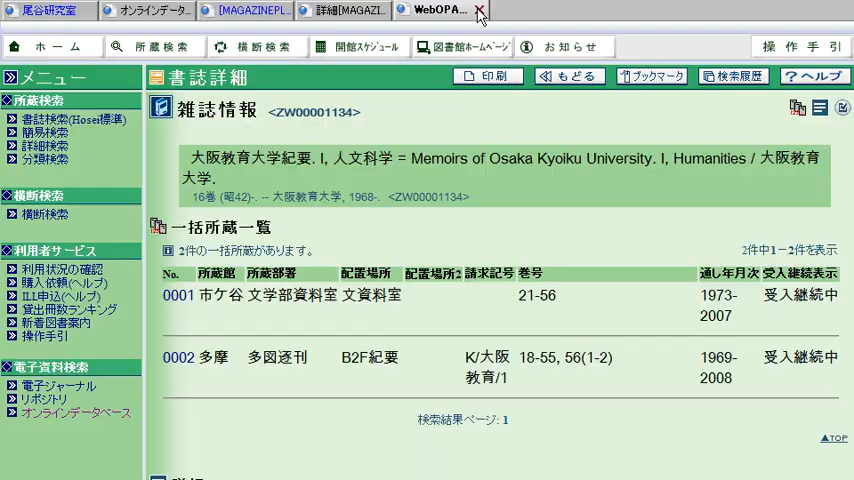 尾谷研究室 オンラインデータ... [MAGAZINEPL... 詳細[MAGAZI... WebOPA...
ホーム 所蔵検索 横断検索 開館スケジュール 図書館ホームページ お知らせ 操作手引
メニュー
所蔵検索
書誌検索(Hosei標準)
簡易検索
詳細検索
分類検索
横断検索
横断検索
利用者サービス
利用状況の確認
購入依頼(ヘルプ)
ILL申込(ヘルプ)
貸出冊数ランキング
新着図書案内
操作手引
電子資料検索
電子ジャーナル
リポジトリ
オンラインデータベース
書誌詳細 印刷 もどる ブックマーク 検索履歴 ?ヘルプ
雑誌情報 <ZW00001134>
大阪教育大学紀要. I, 人文科学 = Memoirs of Osaka Kyoiku University. I, Humanities / 大阪教育
大学.
16巻 (昭42)-. -- 大阪教育大学, 1968-. <ZW00001134>
一括所蔵一覧
2件の一括所蔵があります。 2件中1-2件を表示
No. 所蔵館 所蔵部署 配置場所 配置場所2 請求記号 巻号 通し年月次 受入継続表示
0001 市ケ谷 文学部資料室 文資料室 21-56 1973- 受入継続中
2007
0002 多摩 多図逐刊 B2F紀要 K/大阪 18-55, 56(1-2) 1969- 受入継続中
教育/1 2008
検索結果ページ: 1
▲TOP